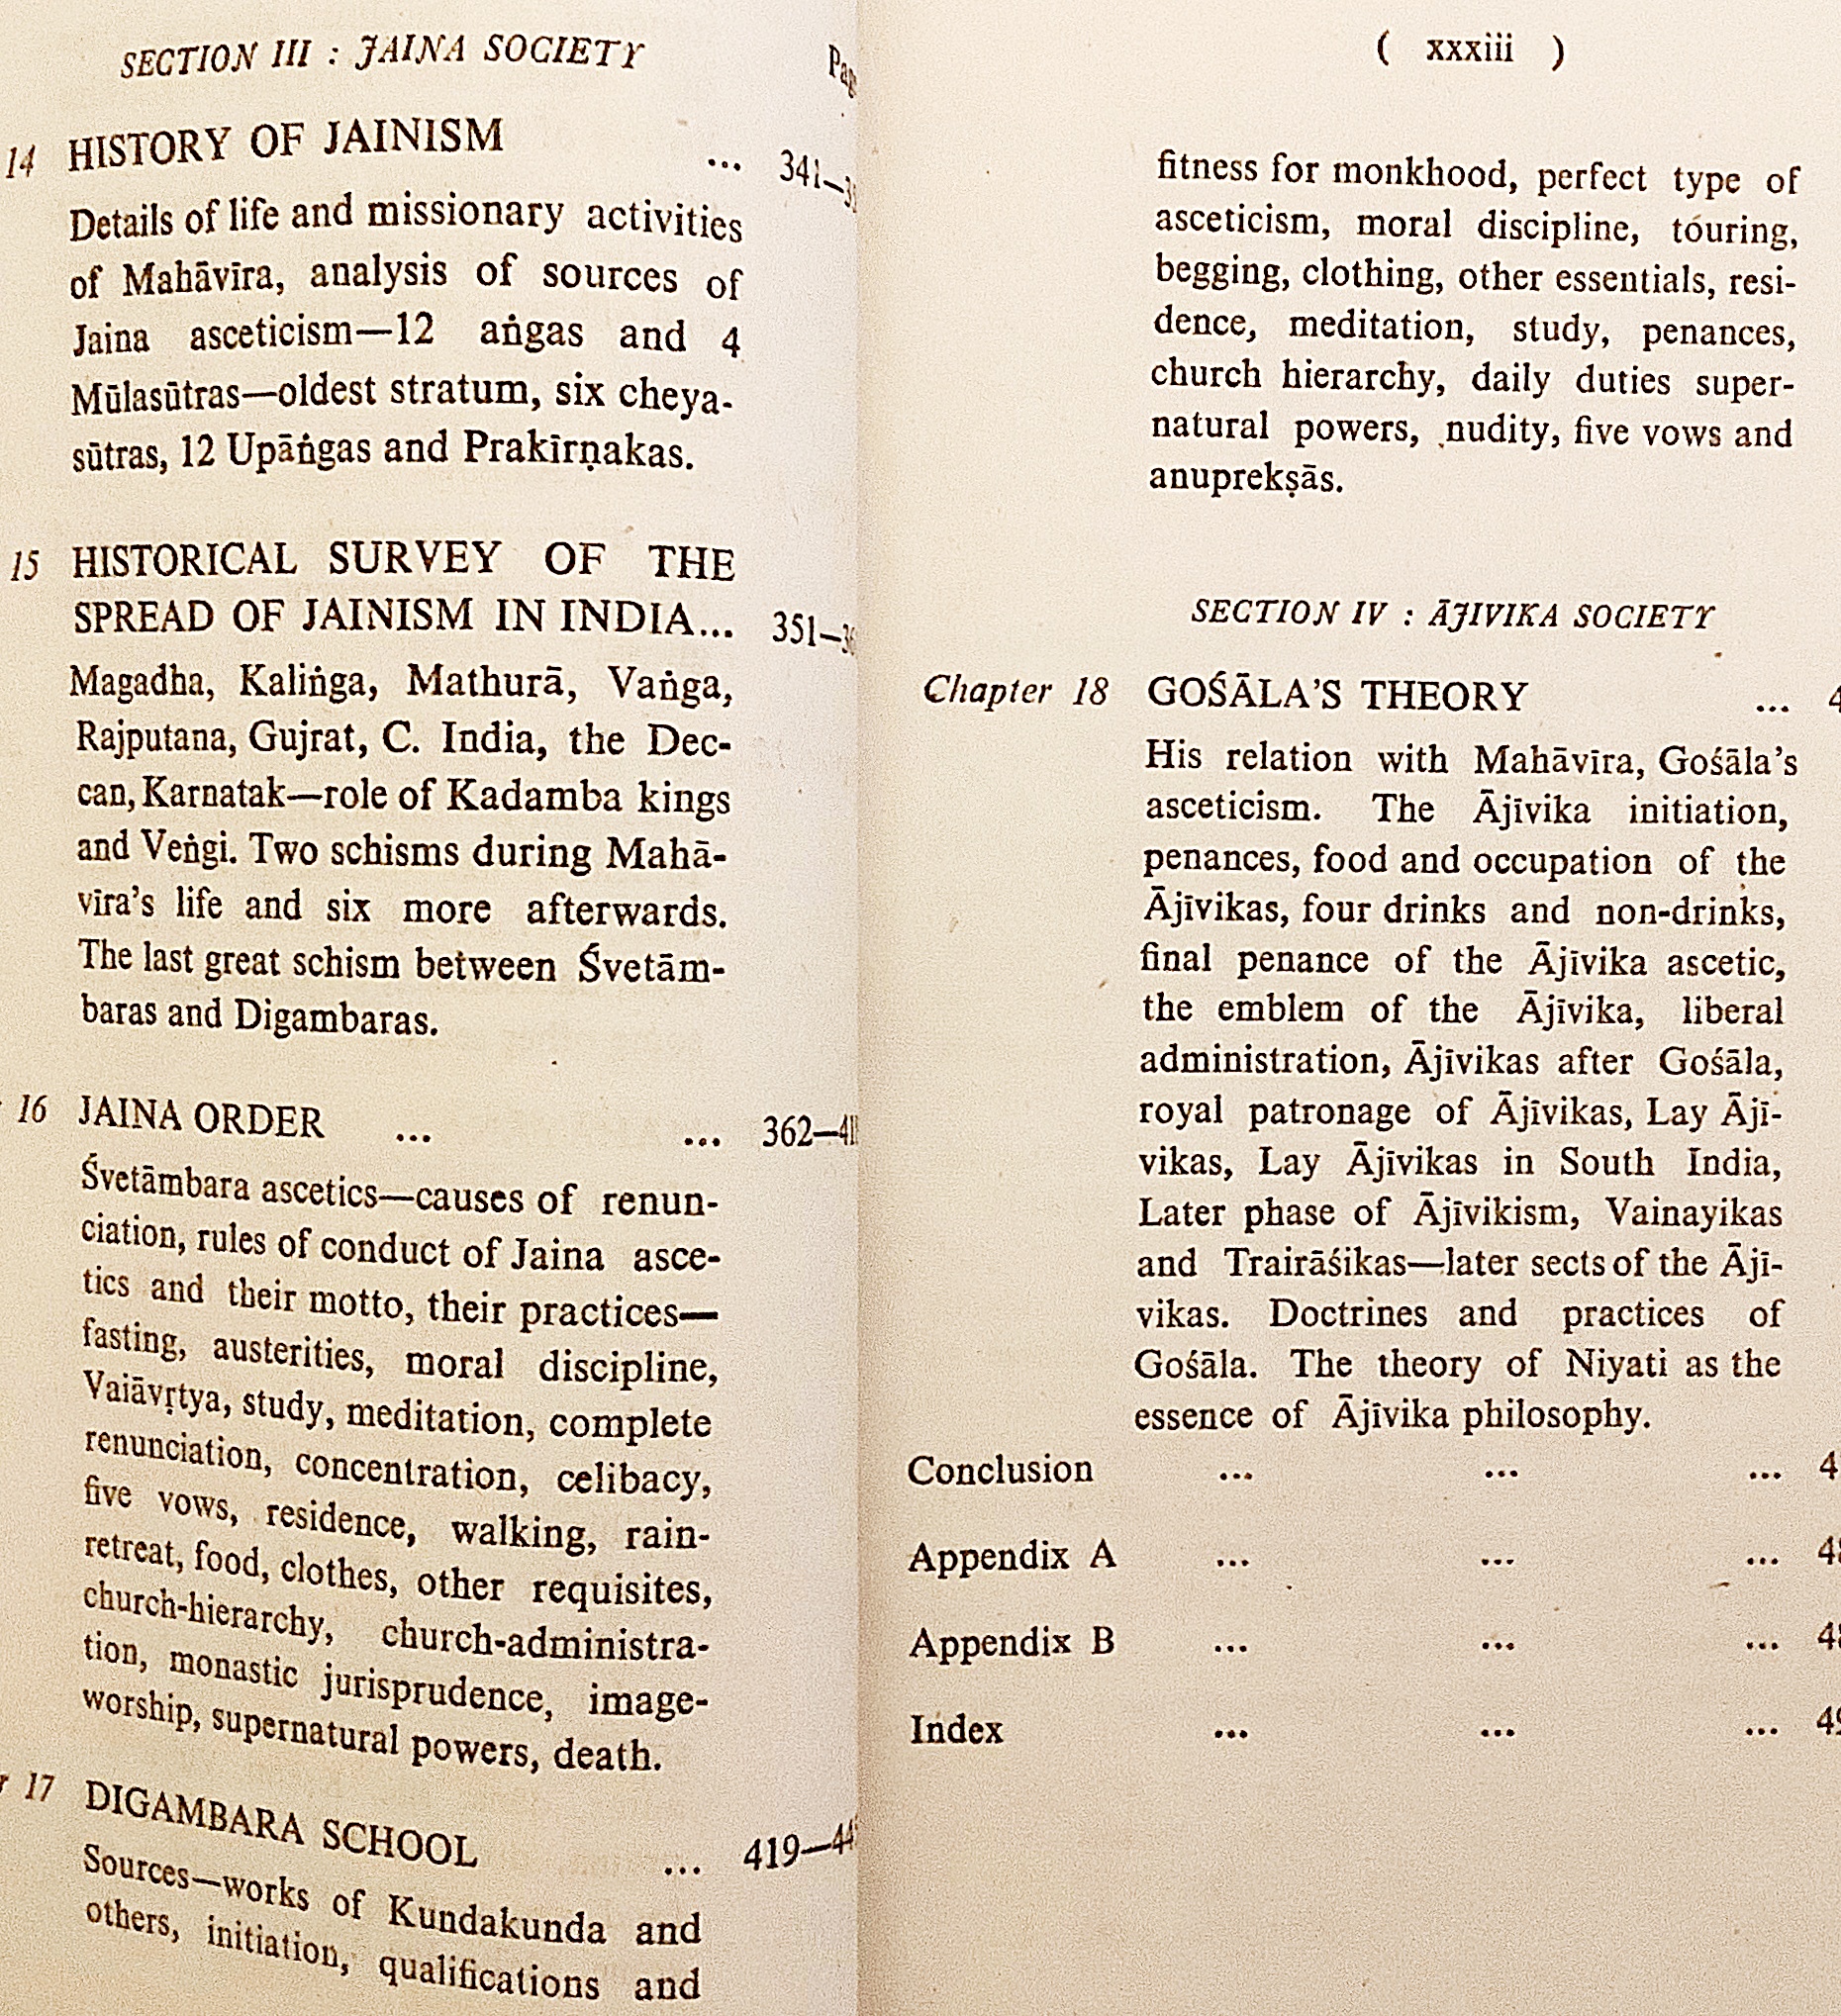 SECTION III : JAINA SOCIETY
14 HISTORY OF JAINISM ... 341–
Details of life and missionary activities
of Mahāvīra, analysis of sources of
Jaina asceticism—12 aṅgas and 4
Mūlasūtras—oldest stratum, six cheya-
sūtras, 12 Upāṅgas and Prakīrṇakas.
15 HISTORICAL SURVEY OF THE
SPREAD OF JAINISM IN INDIA... 351–
Magadha, Kaliṅga, Mathurā, Vaṅga,
Rajputana, Gujrat, C. India, the Dec-
can, Karnatak—role of Kadamba kings
and Veṅgi. Two schisms during Mahā-
vīra's life and six more afterwards.
The last great schism between Śvetām-
baras and Digambaras.
16 JAINA ORDER ... ... 362–
Śvetāmbara ascetics—causes of renun-
ciation, rules of conduct of Jaina asce-
tics and their motto, their practices—
fasting, austerities, moral discipline,
Vaiāvṛtya, study, meditation, complete
renunciation, concentration, celibacy,
five vows, residence, walking, rain-
retreat, food, clothes, other requisites,
church-hierarchy, church-administra-
tion, monastic jurisprudence, image-
worship, supernatural powers, death.
17 DIGAMBARA SCHOOL ... 419–
Sources—works of Kundakunda and
others, initiation, qualifications and
( xxxiii )
fitness for monkhood, perfect type of
asceticism, moral discipline, touring,
begging, clothing, other essentials, resi-
dence, meditation, study, penances,
church hierarchy, daily duties super-
natural powers, nudity, five vows and
anuprekṣās.
SECTION IV : ĀJIVIKA SOCIETY
Chapter 18 GOŚĀLA'S THEORY ...
His relation with Mahāvīra, Gośāla's
asceticism. The Ājīvika initiation,
penances, food and occupation of the
Ājīvikas, four drinks and non-drinks,
final penance of the Ājīvika ascetic,
the emblem of the Ājīvika, liberal
administration, Ājīvikas after Gośāla,
royal patronage of Ājīvikas, Lay Ājī-
vikas, Lay Ājīvikas in South India,
Later phase of Ājīvikism, Vainayikas
and Trairāśikas—later sects of the Ājī-
vikas. Doctrines and practices of
Gośāla. The theory of Niyati as the
essence of Ājīvika philosophy.
Conclusion ... ... ...
Appendix A ... ... ...
Appendix B ... ... ...
Index ... ... ...